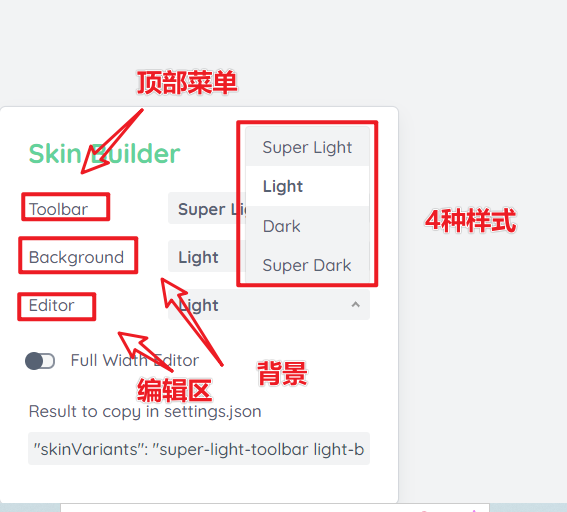 顶部菜单
Skin Builder
Super Light
Light
Dark
Super Dark
4种样式
Toolbar
Super Li
Background
Light
Editor
Light
背景
Full Width Editor
编辑区
Result to copy in settings.json
"skinVariants": "super-light-toolbar light-b